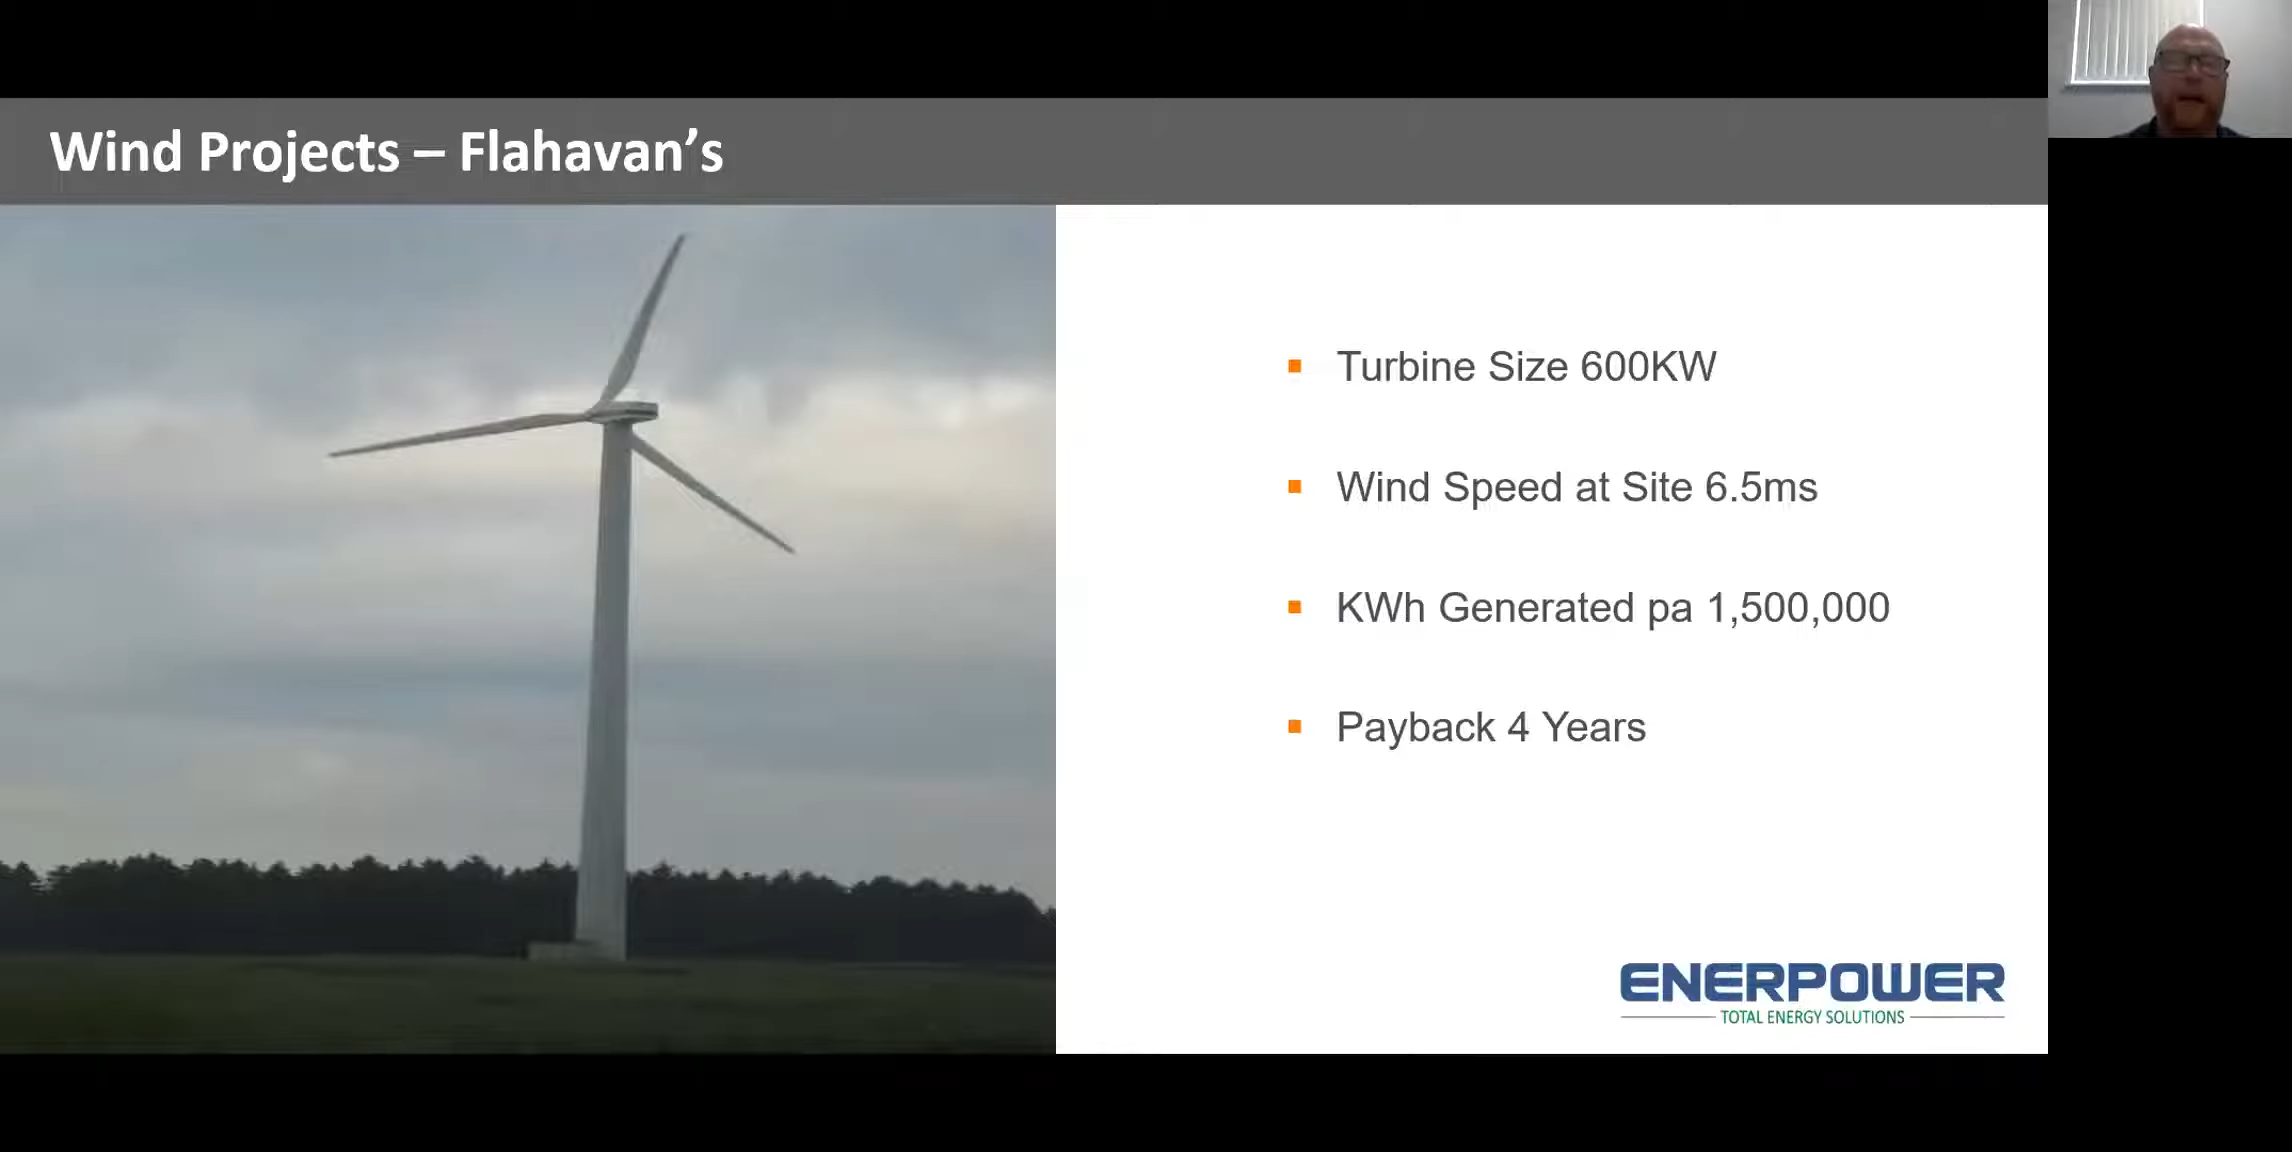 Wind Projects – Flahavan’s
Turbine Size 600KW
Wind Speed at Site 6.5ms
KWh Generated pa 1,500,000
Payback 4 Years
ENERPOWER
TOTAL ENERGY SOLUTIONS